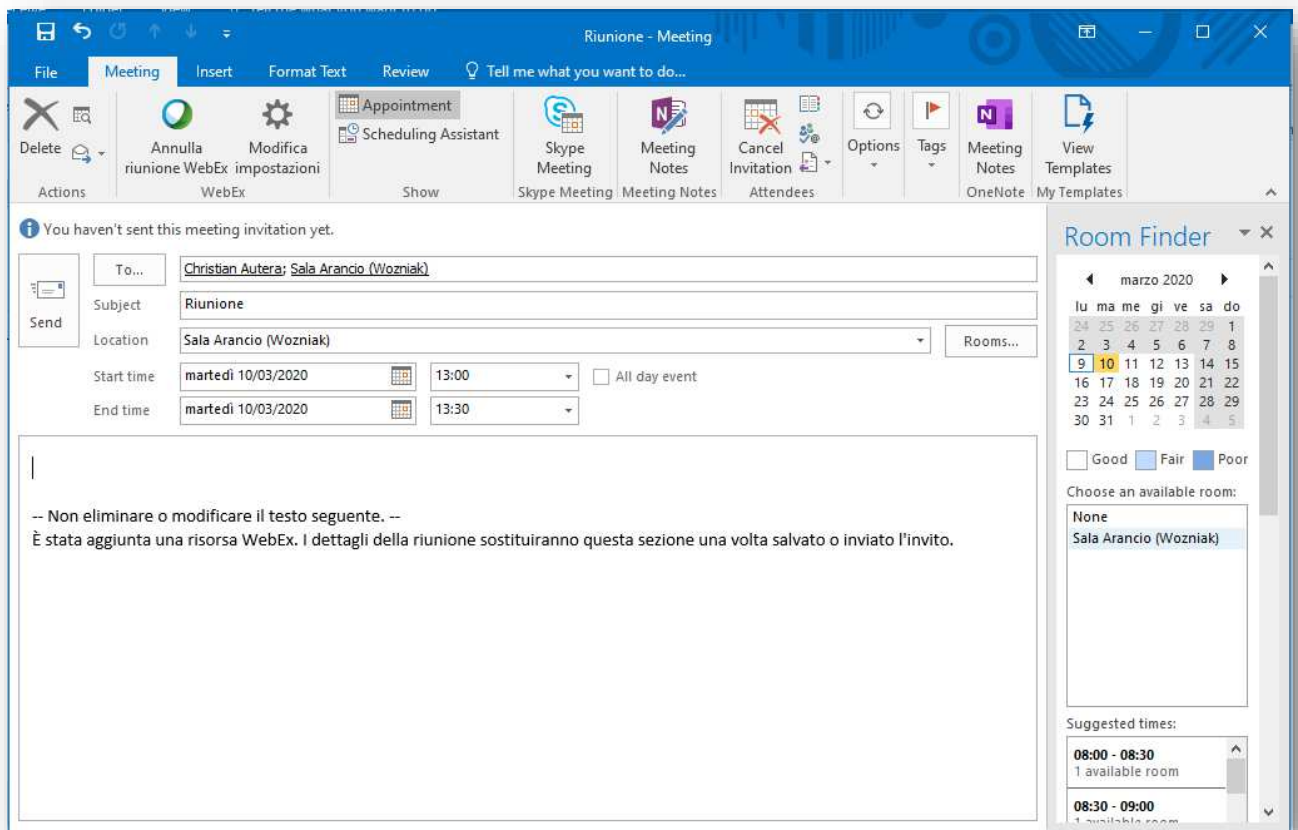 Riunione - Meeting
File Meeting Insert Format Text Review Tell me what you want to do...
Delete
Actions
Annulla riunione WebEx
Modifica impostazioni
WebEx
Appointment
Scheduling Assistant
Show
Skype Meeting
Skype Meeting
Meeting Notes
Meeting Notes
Cancel Invitation
Attendees
Options
Tags
Meeting Notes
OneNote
View Templates
My Templates
You haven't sent this meeting invitation yet.
Send
To... Christian Autera; Sala Arancio (Wozniak)
Subject Riunione
Location Sala Arancio (Wozniak) Rooms...
Start time martedì 10/03/2020 13:00 All day event
End time martedì 10/03/2020 13:30
-- Non eliminare o modificare il testo seguente. --
È stata aggiunta una risorsa WebEx. I dettagli della riunione sostituiranno questa sezione una volta salvato o inviato l'invito.
Room Finder
marzo 2020
lu ma me gi ve sa do
24 25 26 27 28 29 1
2 3 4 5 6 7 8
9 10 11 12 13 14 15
16 17 18 19 20 21 22
23 24 25 26 27 28 29
30 31 1 2 3 4 5
Good Fair Poor
Choose an available room:
None
Sala Arancio (Wozniak)
Suggested times:
08:00 - 08:30
1 available room
08:30 - 09:00
1 available room